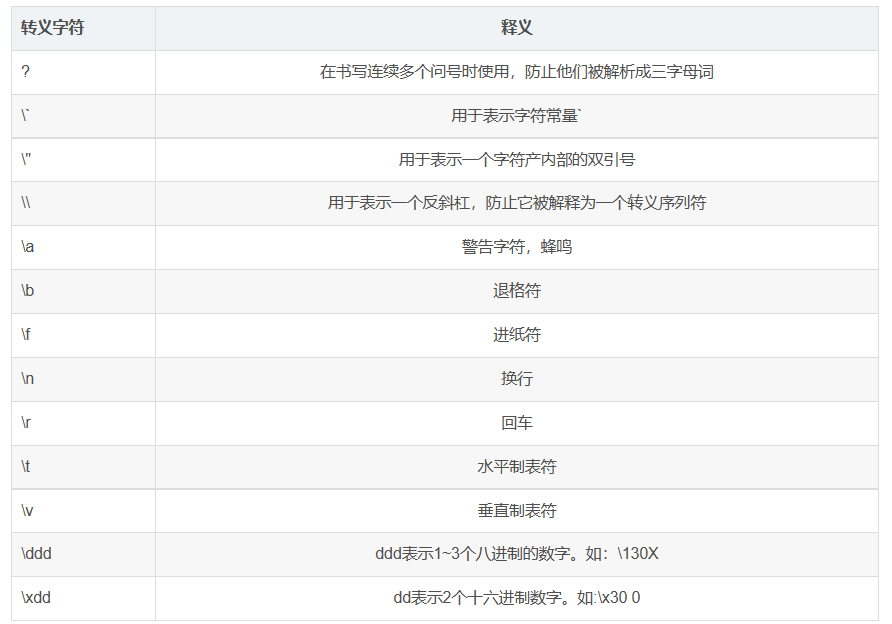 转义字符 释义
? 在书写连续多个问号时使用，防止他们被解析成三字母词
\` 用于表示字符常量`
\" 用于表示一个字符产内部的双引号
\\ 用于表示一个反斜杠，防止它被解释为一个转义序列符
\a 警告字符，蜂鸣
\b 退格符
\f 进纸符
\n 换行
\r 回车
\t 水平制表符
\v 垂直制表符
\ddd ddd表示1~3个八进制的数字。如：\130X
\xdd dd表示2个十六进制数字。如:\x30 0